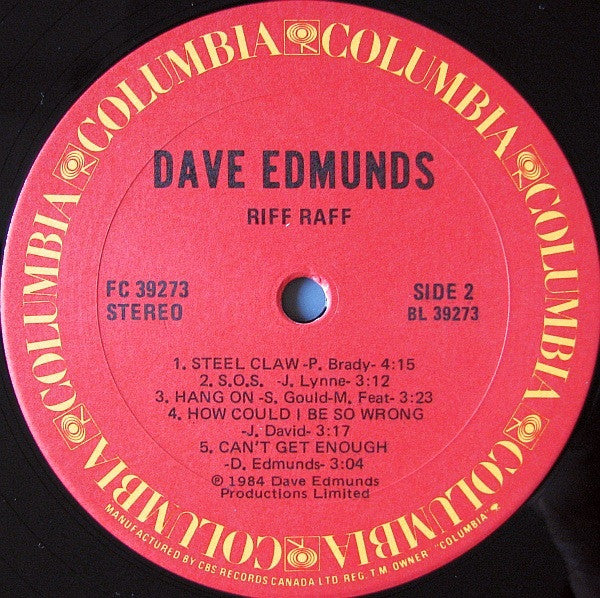 COLUMBIA COLUMBIA COLUMBIA COLUMBIA COLUMBIA COLUMBIA COLUMBIA COLUMBIA
DAVE EDMUNDS
RIFF RAFF
FC 39273
STEREO
SIDE 2
BL 39273
1. STEEL CLAW -P. Brady- 4:15
2. S.O.S. -J. Lynne- 3:12
3. HANG ON -S. Gould-M. Feat- 3:23
4. HOW COULD I BE SO WRONG
-J. David- 3:17
5. CAN'T GET ENOUGH
-D. Edmunds- 3:04
℗ 1984 Dave Edmunds
Productions Limited
MANUFACTURED BY CBS RECORDS CANADA LTD REG. T.M. OWNER "COLUMBIA"